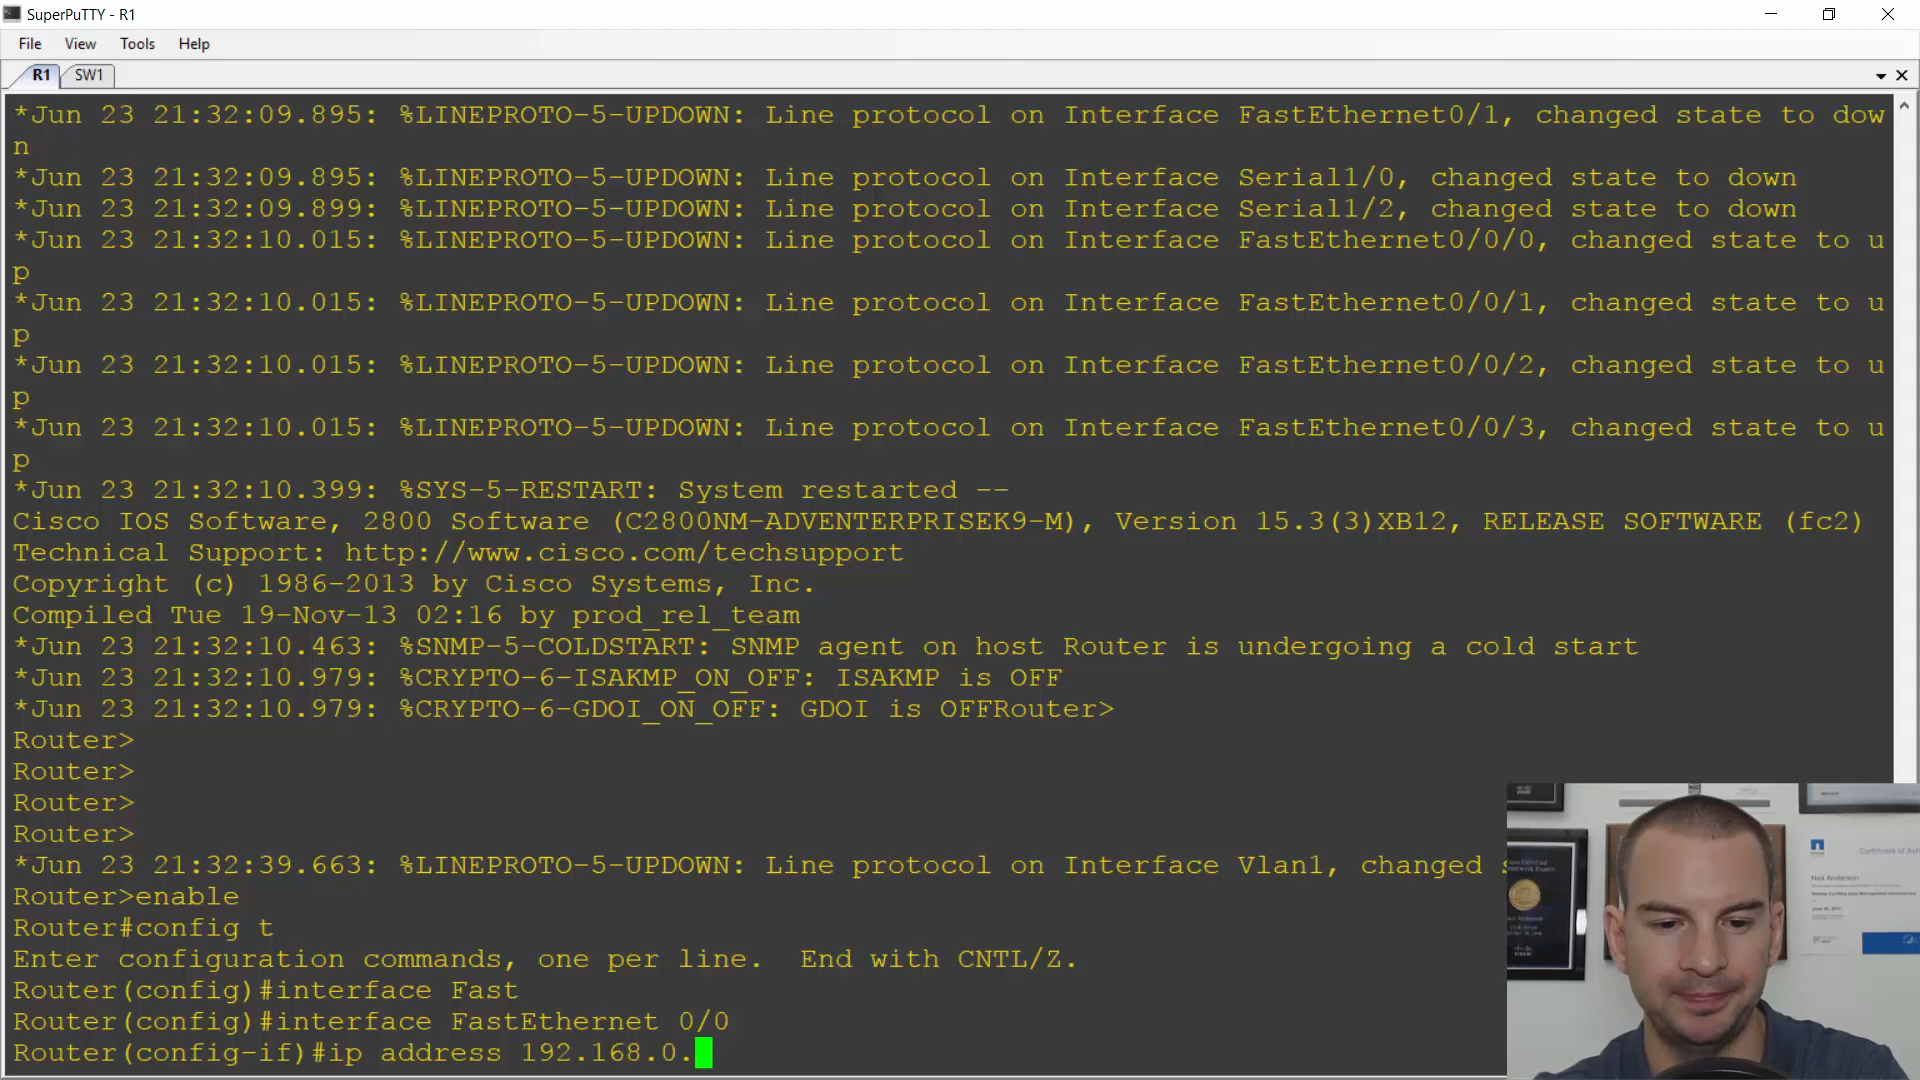 SuperPuTTY - R1
File View Tools Help
R1 SW1
*Jun 23 21:32:09.895: %LINEPROTO-5-UPDOWN: Line protocol on Interface FastEthernet0/1, changed state to dow
n
*Jun 23 21:32:09.895: %LINEPROTO-5-UPDOWN: Line protocol on Interface Serial1/0, changed state to down
*Jun 23 21:32:09.899: %LINEPROTO-5-UPDOWN: Line protocol on Interface Serial1/2, changed state to down
*Jun 23 21:32:10.015: %LINEPROTO-5-UPDOWN: Line protocol on Interface FastEthernet0/0/0, changed state to u
p
*Jun 23 21:32:10.015: %LINEPROTO-5-UPDOWN: Line protocol on Interface FastEthernet0/0/1, changed state to u
p
*Jun 23 21:32:10.015: %LINEPROTO-5-UPDOWN: Line protocol on Interface FastEthernet0/0/2, changed state to u
p
*Jun 23 21:32:10.015: %LINEPROTO-5-UPDOWN: Line protocol on Interface FastEthernet0/0/3, changed state to u
p
*Jun 23 21:32:10.399: %SYS-5-RESTART: System restarted --
Cisco IOS Software, 2800 Software (C2800NM-ADVENTERPRISEK9-M), Version 15.3(3)XB12, RELEASE SOFTWARE (fc2)
Technical Support: http://www.cisco.com/techsupport
Copyright (c) 1986-2013 by Cisco Systems, Inc.
Compiled Tue 19-Nov-13 02:16 by prod_rel_team
*Jun 23 21:32:10.463: %SNMP-5-COLDSTART: SNMP agent on host Router is undergoing a cold start
*Jun 23 21:32:10.979: %CRYPTO-6-ISAKMP_ON_OFF: ISAKMP is OFF
*Jun 23 21:32:10.979: %CRYPTO-6-GDOI_ON_OFF: GDOI is OFFRouter>
Router>
Router>
Router>
Router>
*Jun 23 21:32:39.663: %LINEPROTO-5-UPDOWN: Line protocol on Interface Vlan1, changed
Router>enable
Router#config t
Enter configuration commands, one per line.  End with CNTL/Z.
Router(config)#interface Fast
Router(config)#interface FastEthernet 0/0
Router(config-if)#ip address 192.168.0.
Neil Anderson